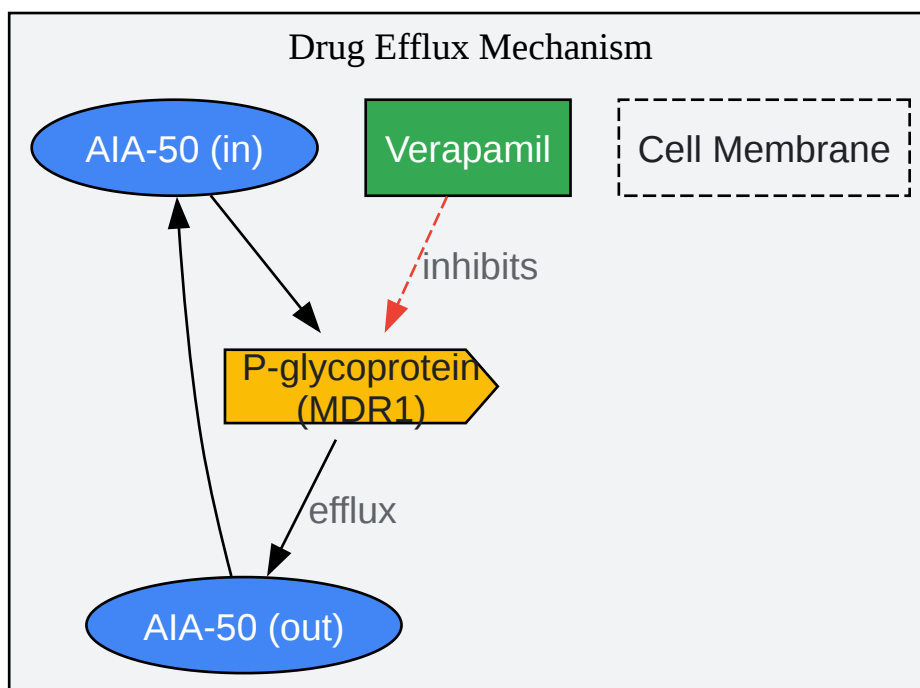 Drug Efflux Mechanism
AIA-50 (in)
Verapamil
Cell Membrane
inhibits
P-glycoprotein
(MDR1)
efflux
AIA-50 (out)